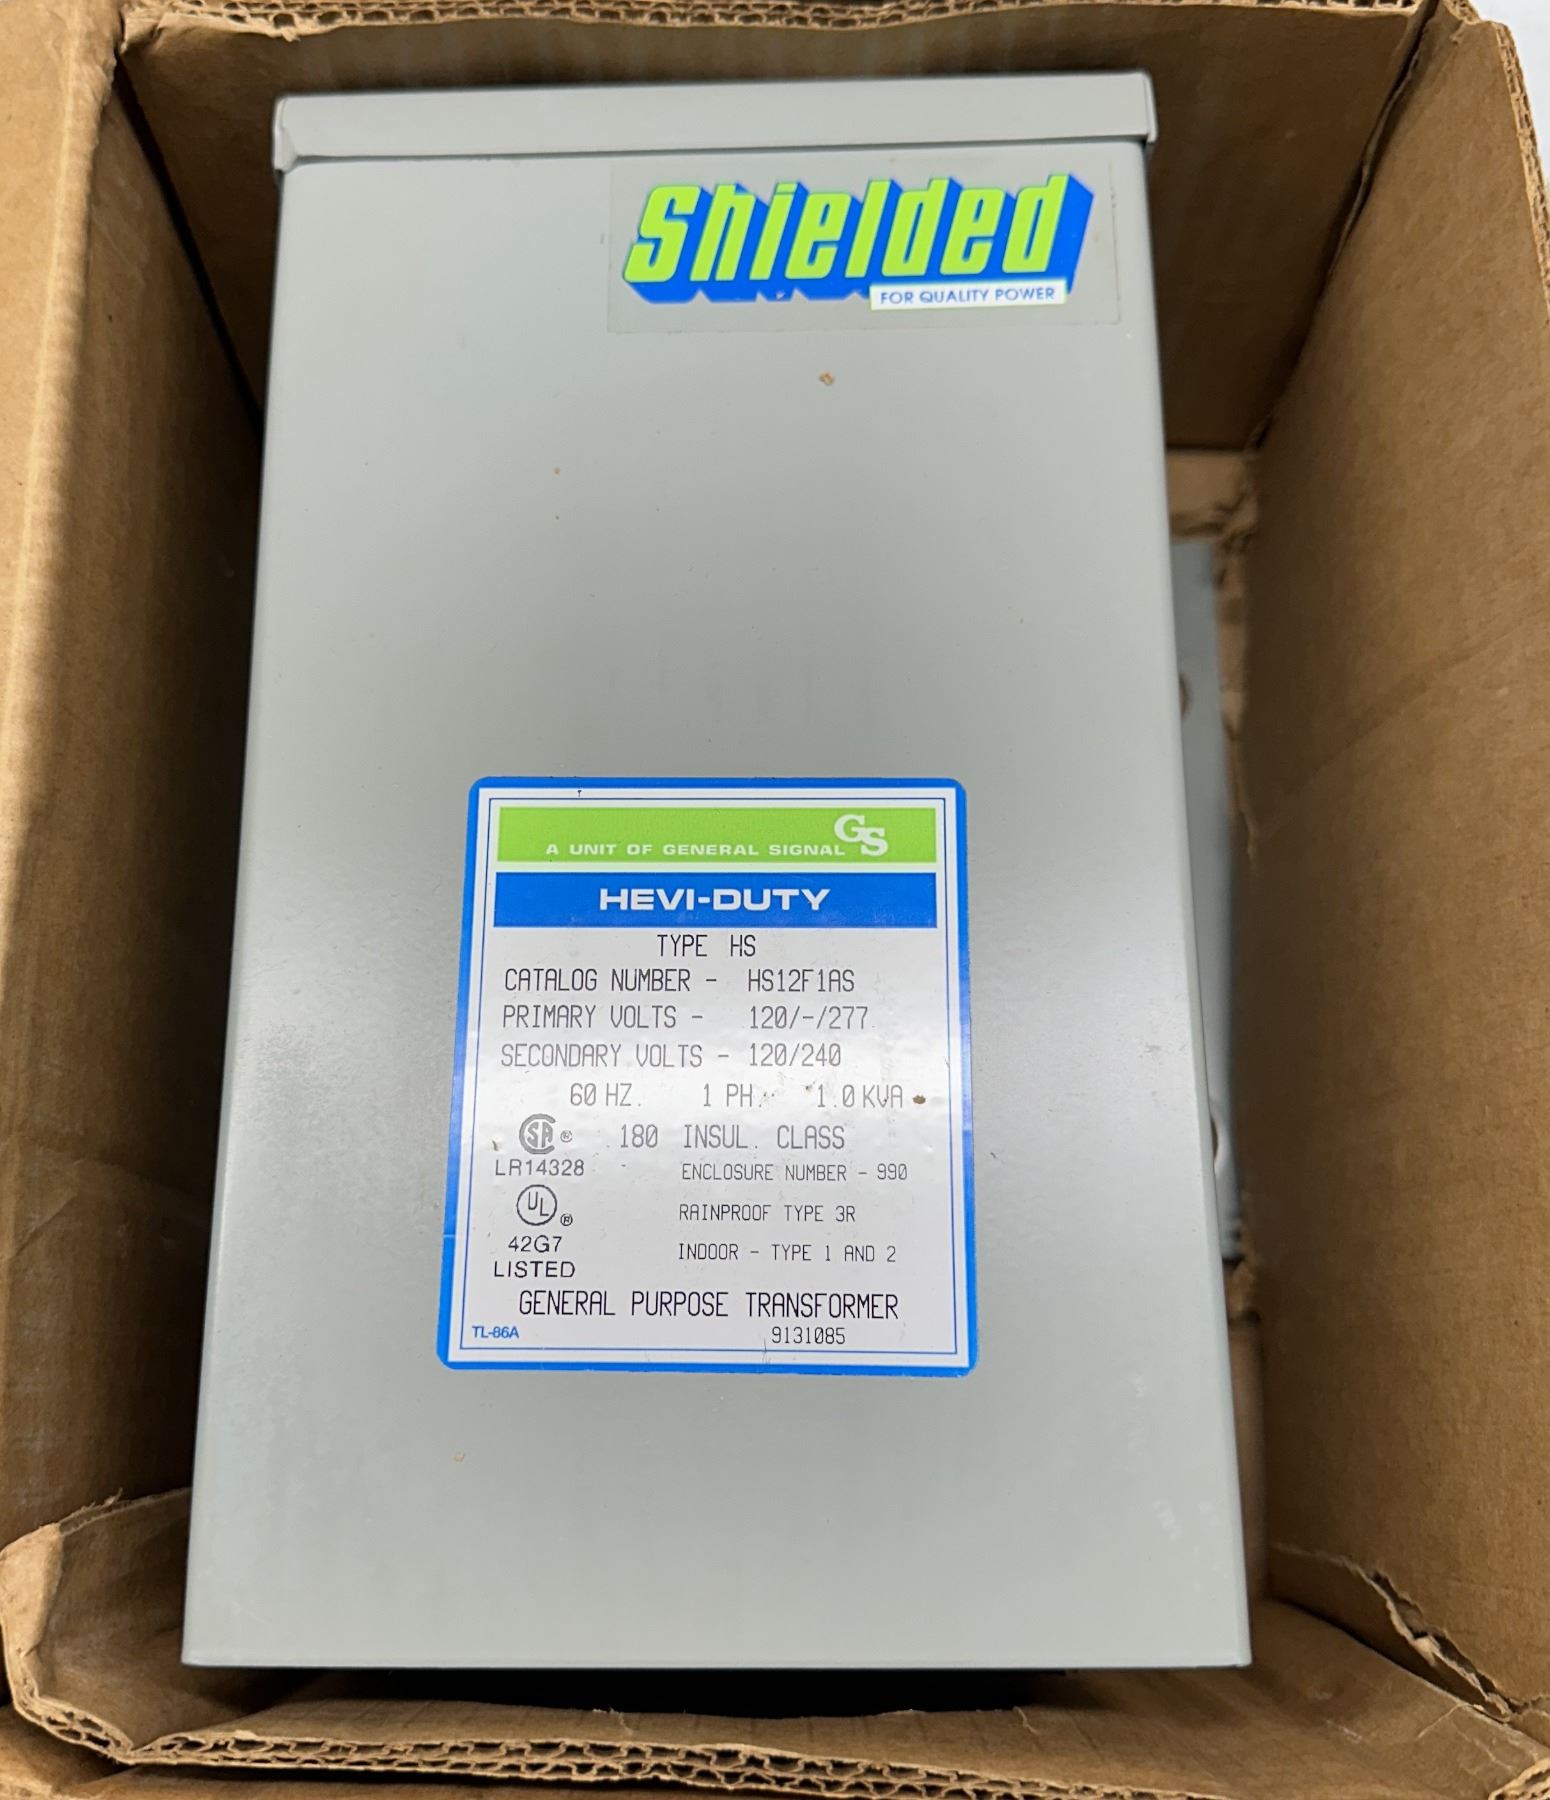 Shielded
FOR QUALITY POWER
A UNIT OF GENERAL SIGNAL GS
HEVI-DUTY
TYPE HS
CATALOG NUMBER - HS12F1AS
PRIMARY VOLTS - 120/-/277
SECONDARY VOLTS - 120/240
60 HZ. 1 PH. 1.0 KVA
SA ® 180 INSUL. CLASS
LR14328 ENCLOSURE NUMBER - 990
UL ® RAINPROOF TYPE 3R
42G7 INDOOR - TYPE 1 AND 2
LISTED
GENERAL PURPOSE TRANSFORMER
TL-86A 9131085